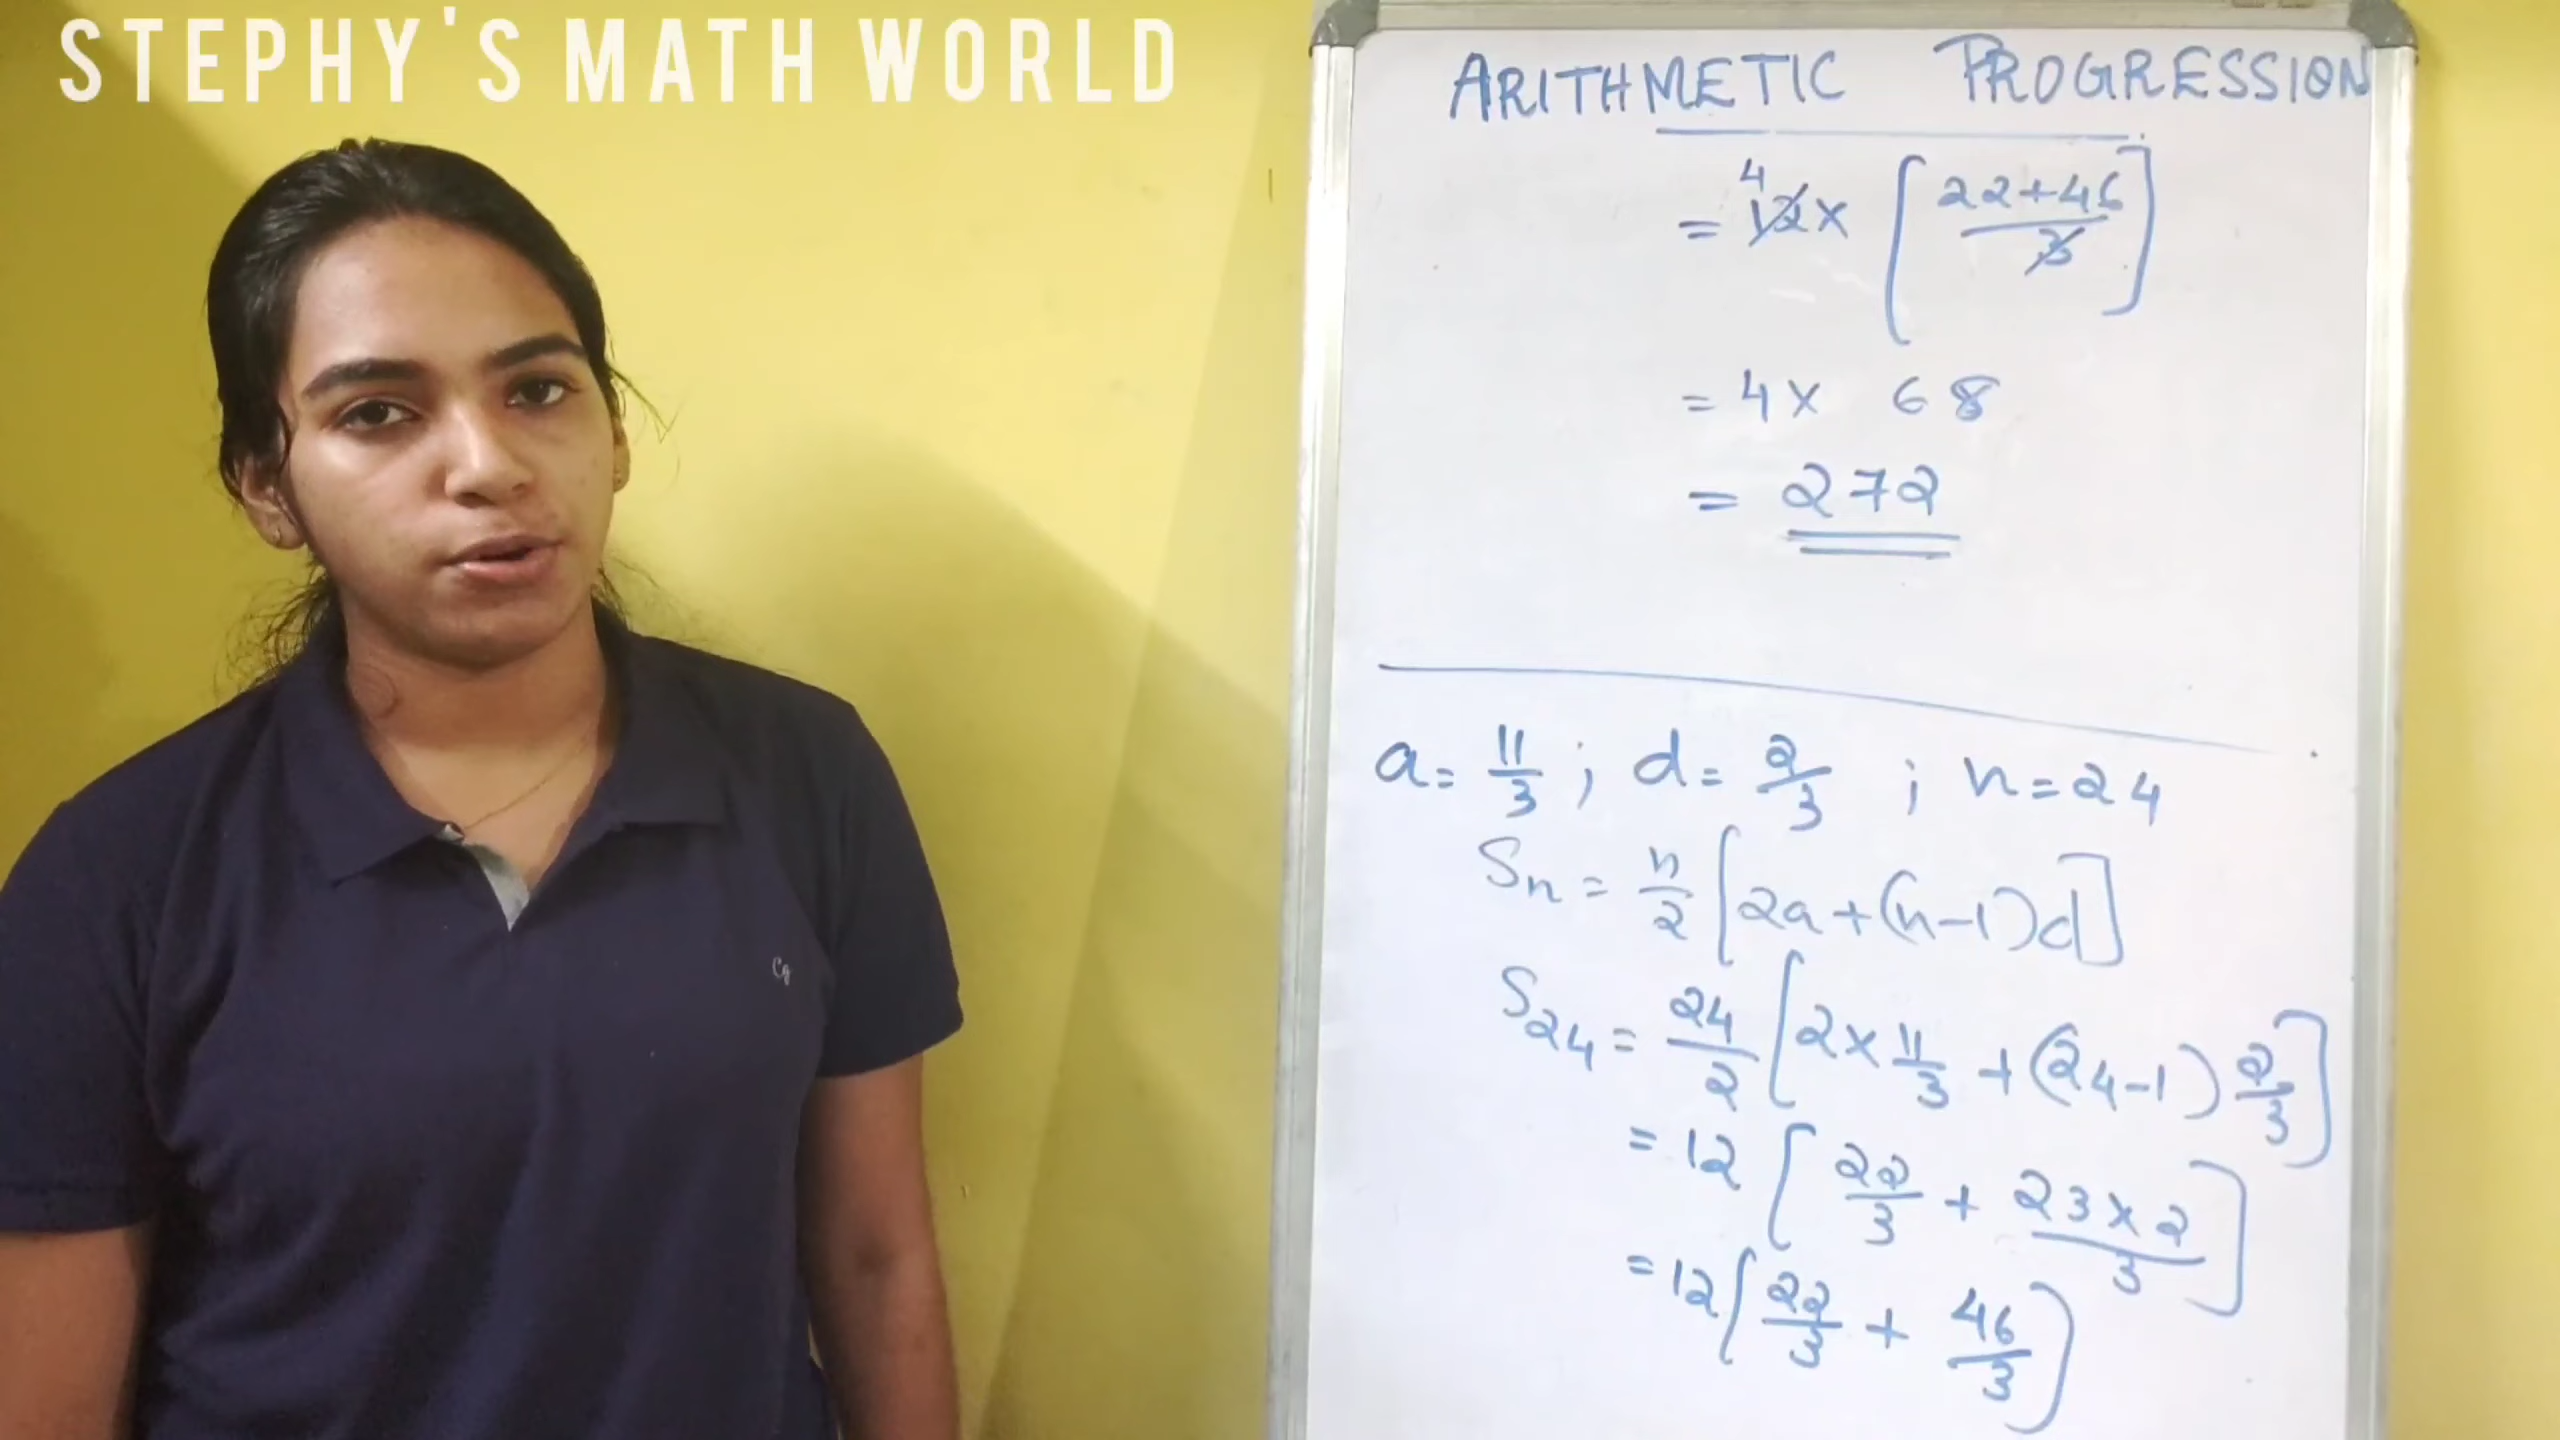 STEPHY'S MATH WORLD
ARITHMETIC PROGRESSION
= 4 12 × [22+46/3]
= 4 × 68
= 272
a = 11/3 ; d = 2/3 ; n = 24
Sn = n/2 [2a + (n-1)d]
S24 = 24/2 [2 × 11/3 + (24-1) 2/3]
= 12 [22/3 + 23×2/3]
= 12 [22/3 + 46/3]
Cg